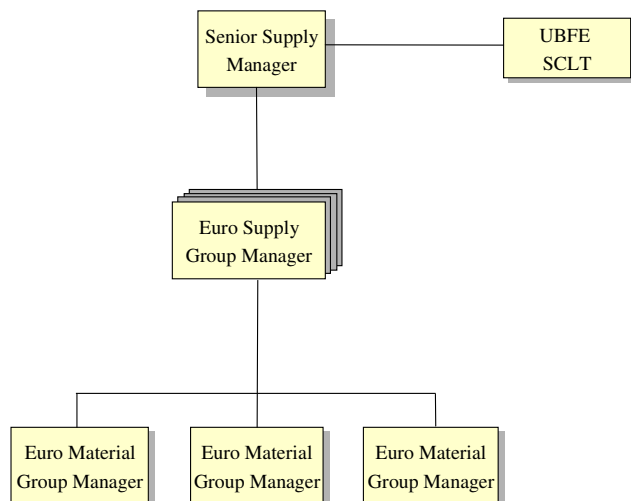 Senior Supply
Manager
UBFE
SCLT
Euro Supply
Group Manager
Euro Material
Group Manager
Euro Material
Group Manager
Euro Material
Group Manager